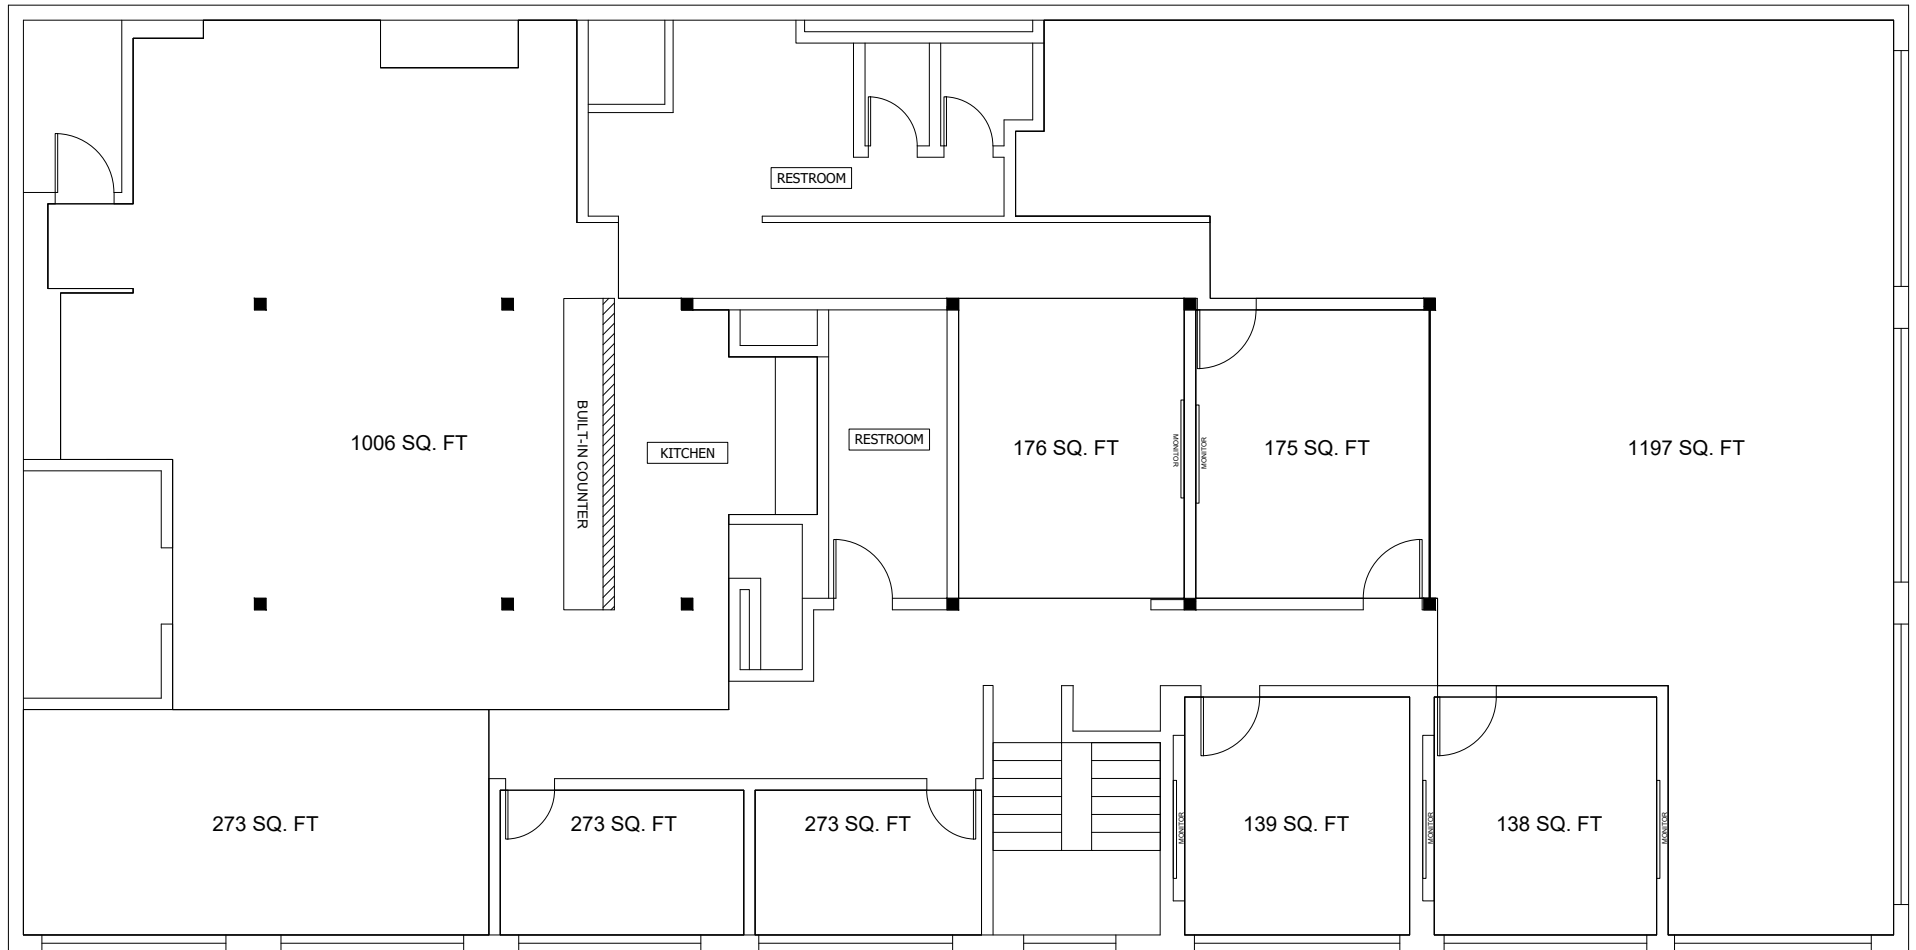 RESTROOM
1006 SQ. FT
BUILT-IN COUNTER
KITCHEN
RESTROOM
176 SQ. FT
MONITOR
MONITOR
175 SQ. FT
1197 SQ. FT
273 SQ. FT
273 SQ. FT
273 SQ. FT
MONITOR
139 SQ. FT
MONITOR
138 SQ. FT
MONITOR